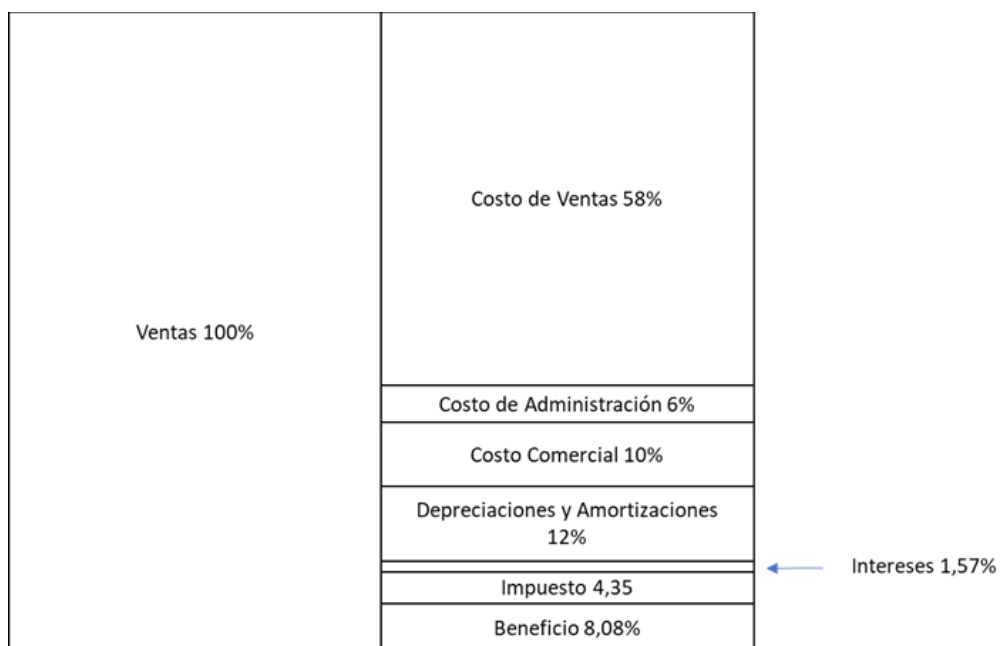 Ventas 100%
Costo de Ventas 58%
Costo de Administración 6%
Costo Comercial 10%
Depreciaciones y Amortizaciones
12%
Intereses 1,57%
Impuesto 4,35
Beneficio 8,08%